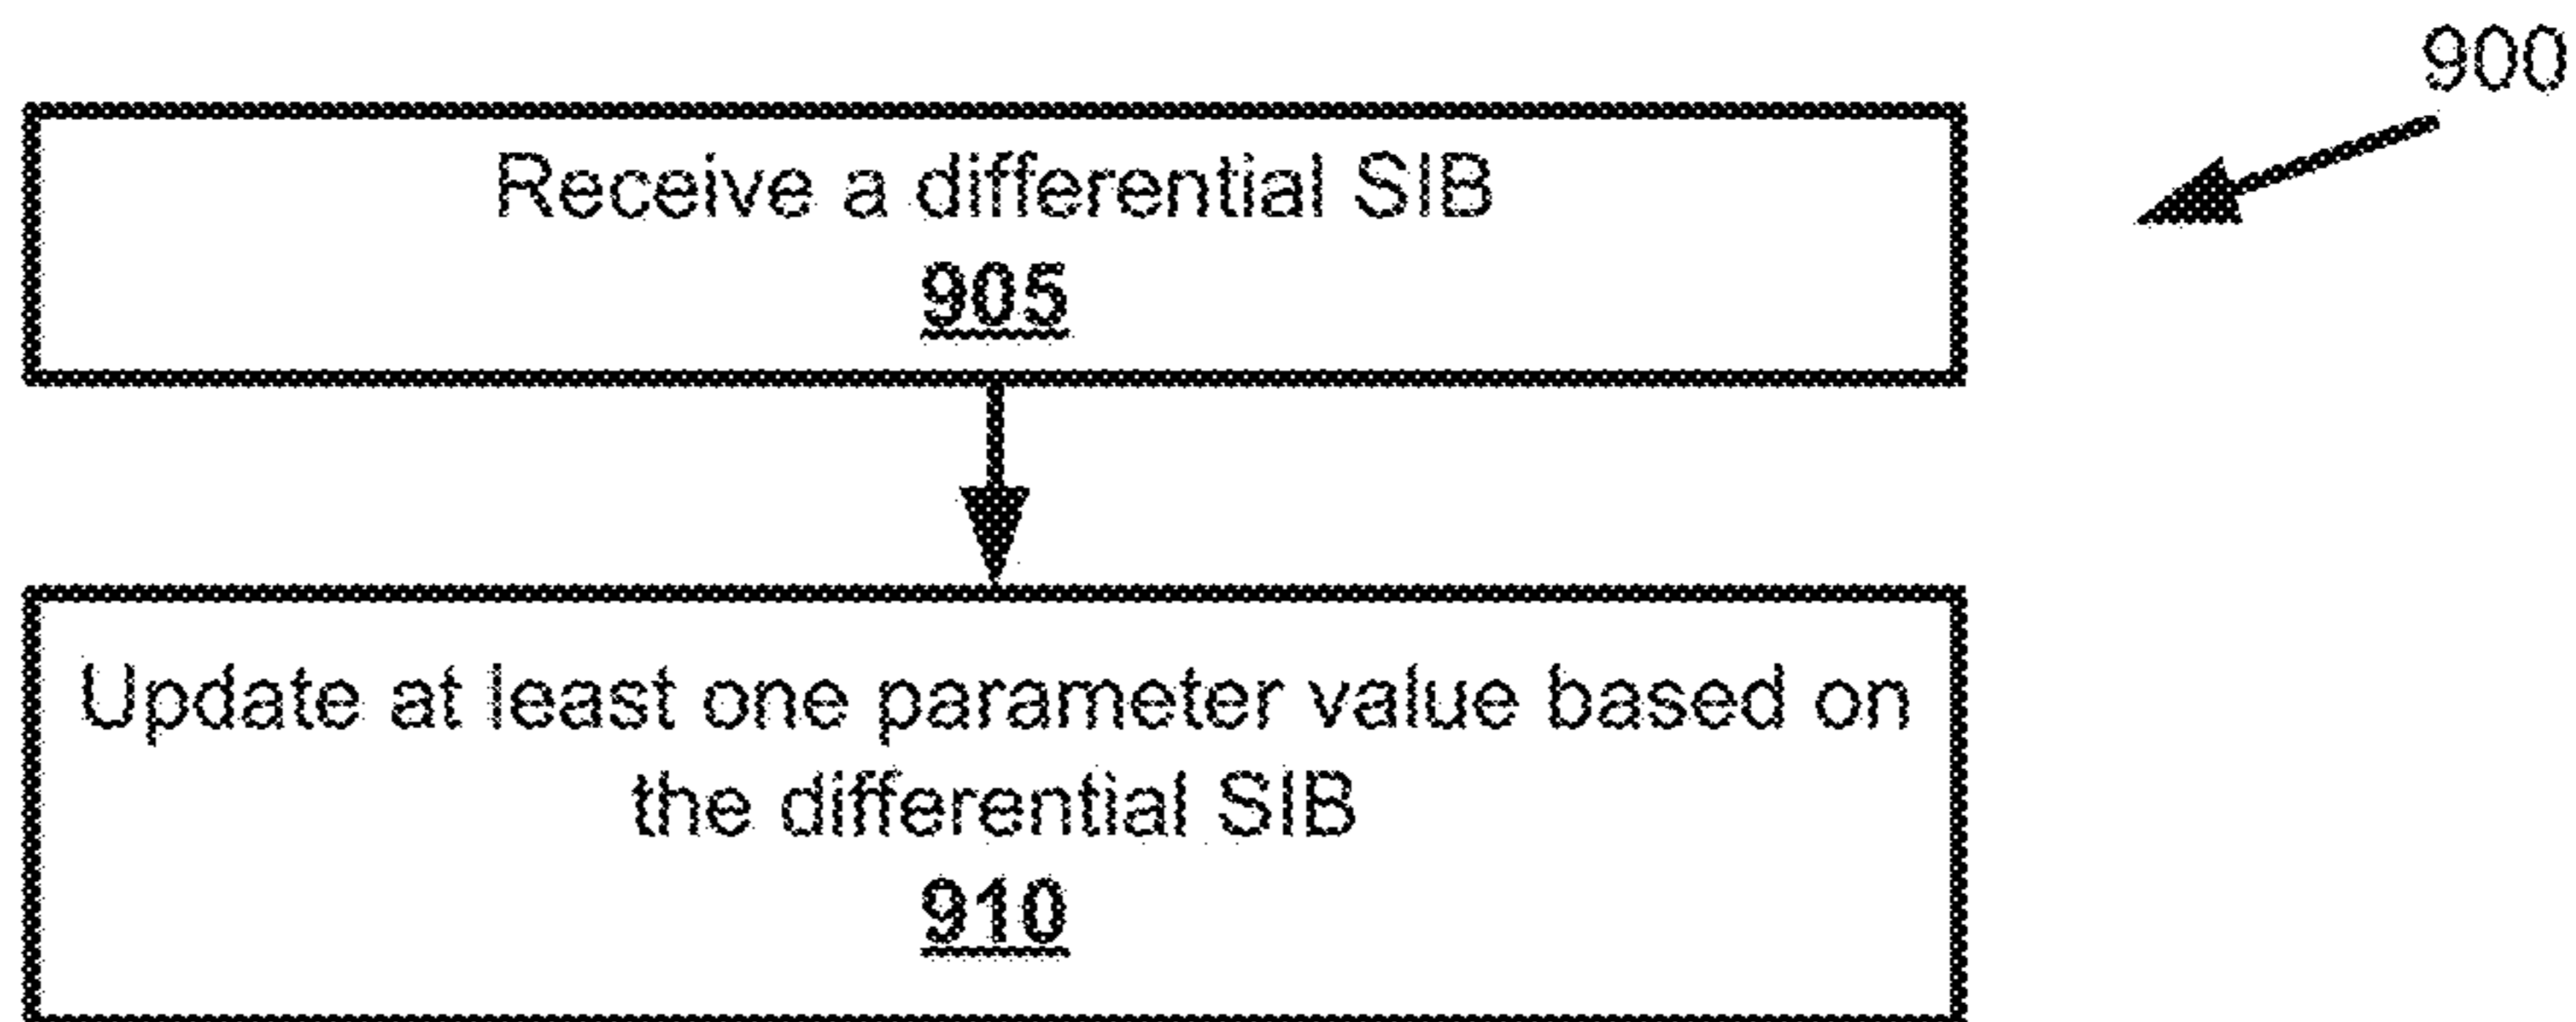 900
Receive a differential SIB
905
Update at least one parameter value based on
the differential SIB
910